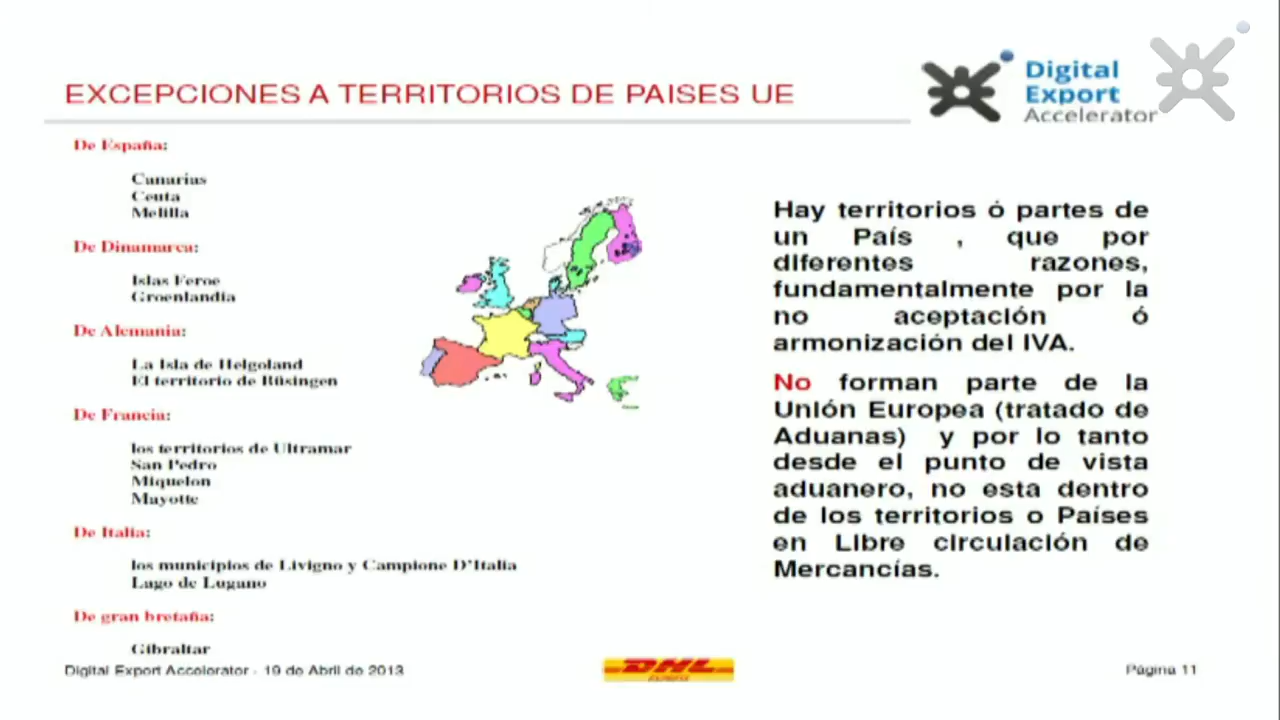 EXCEPCIONES A TERRITORIOS DE PAISES UE
Digital
Export
Accelerator
De España:
Canarias
Ceuta
Melilla
De Dinamarca:
Islas Feroe
Groenlandia
De Alemania:
La Isla de Helgoland
El territorio de Büsingen
De Francia:
los territorios de Ultramar
San Pedro
Miquelon
Mayotte
De Italia:
los municipios de Livigno y Campione D'Italia
Lago de Lugano
De gran bretaña:
Gibraltar
Hay territorios ó partes de
un País , que por
diferentes razones,
fundamentalmente por la
no aceptación ó
armonización del IVA.
No forman parte de la
Unión Europea (tratado de
Aduanas) y por lo tanto
desde el punto de vista
aduanero, no esta dentro
de los territorios o Países
en Libre circulación de
Mercancías.
Digital Export Accelerator - 19 de Abril de 2013
DHL
EXPRESS
Página 11